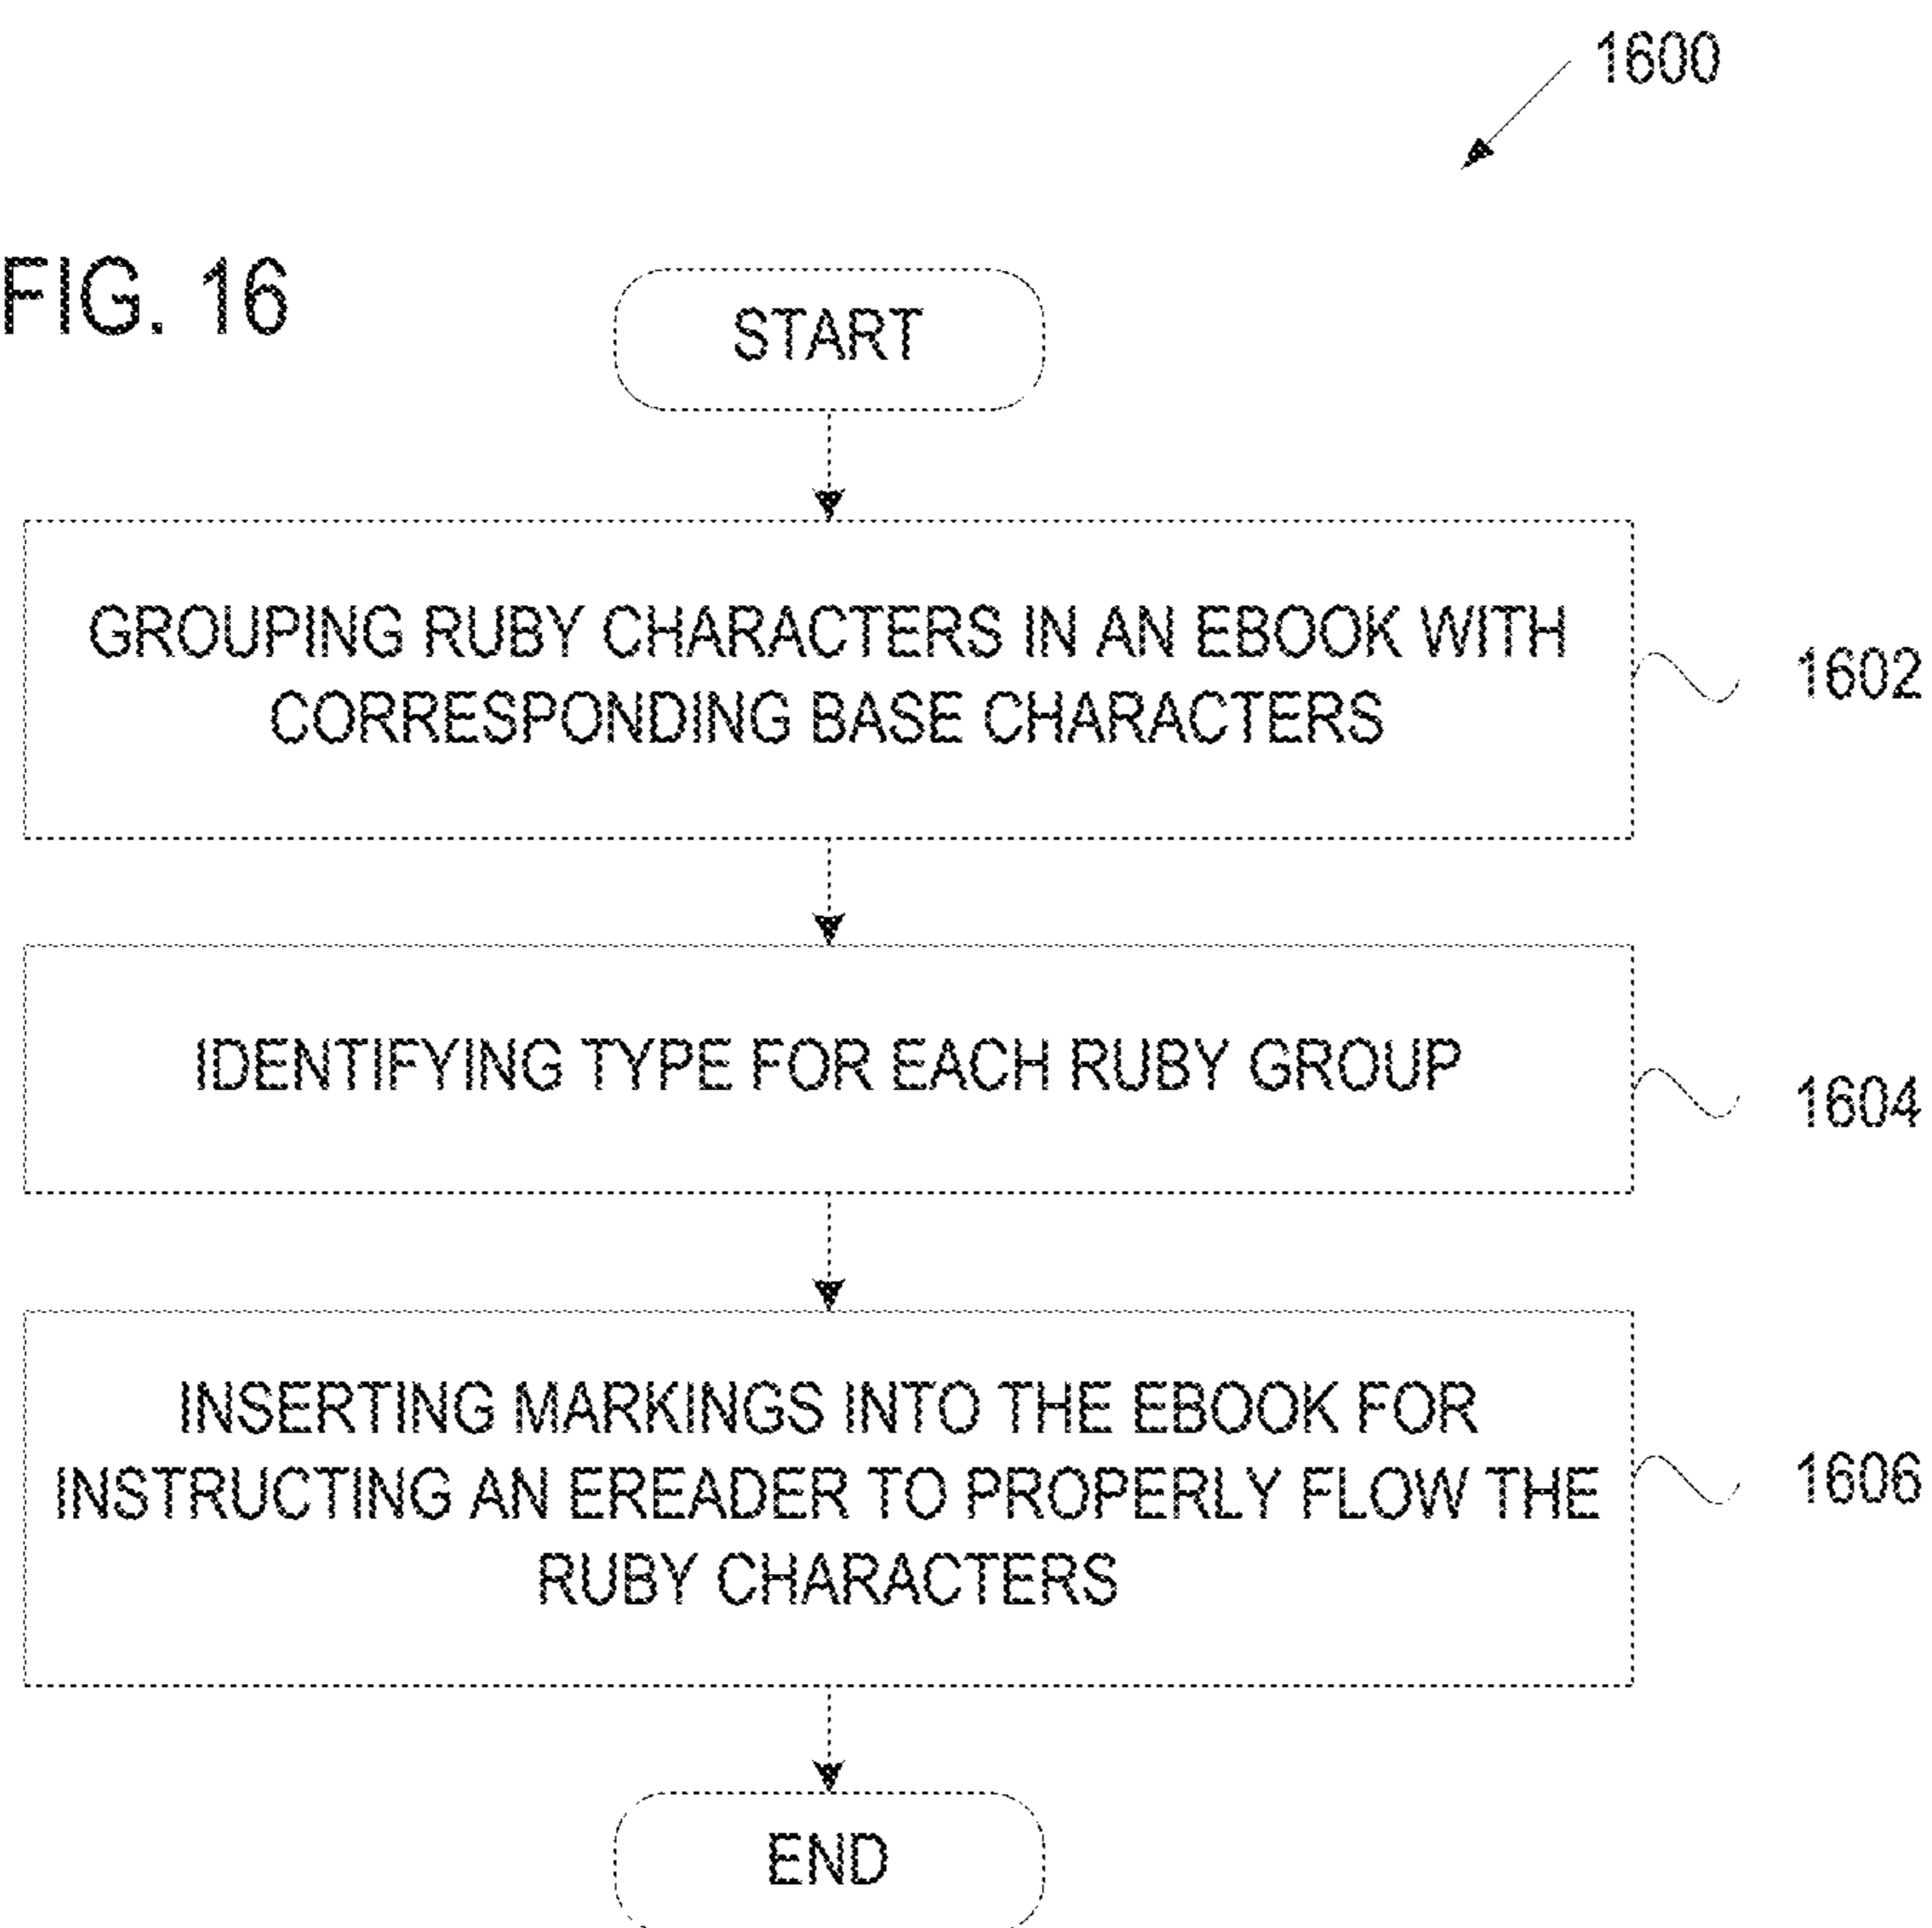 1600
FIG. 16
START
GROUPING RUBY CHARACTERS IN AN EBOOK WITH
CORRESPONDING BASE CHARACTERS
1602
IDENTIFYING TYPE FOR EACH RUBY GROUP
1604
INSERTING MARKINGS INTO THE EBOOK FOR
INSTRUCTING AN EREADER TO PROPERLY FLOW THE
RUBY CHARACTERS
1606
END